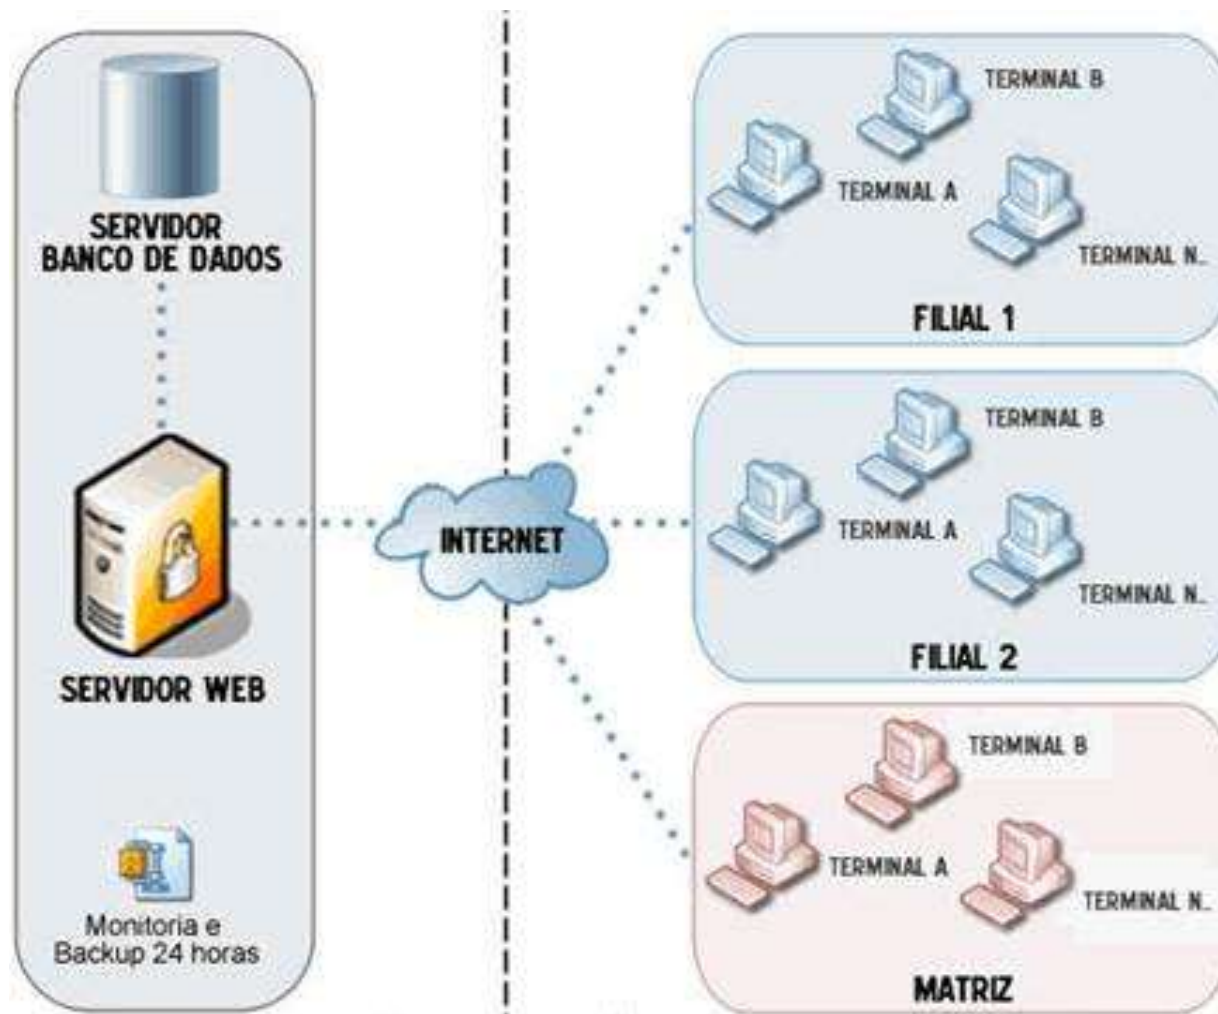 SERVIDOR
BANCO DE DADOS
SERVIDOR WEB
Monitoria e
Backup 24 horas
INTERNET
TERMINAL B
TERMINAL A
TERMINAL N...
FILIAL 1
TERMINAL B
TERMINAL A
TERMINAL N...
FILIAL 2
TERMINAL B
TERMINAL A
TERMINAL N...
MATRIZ